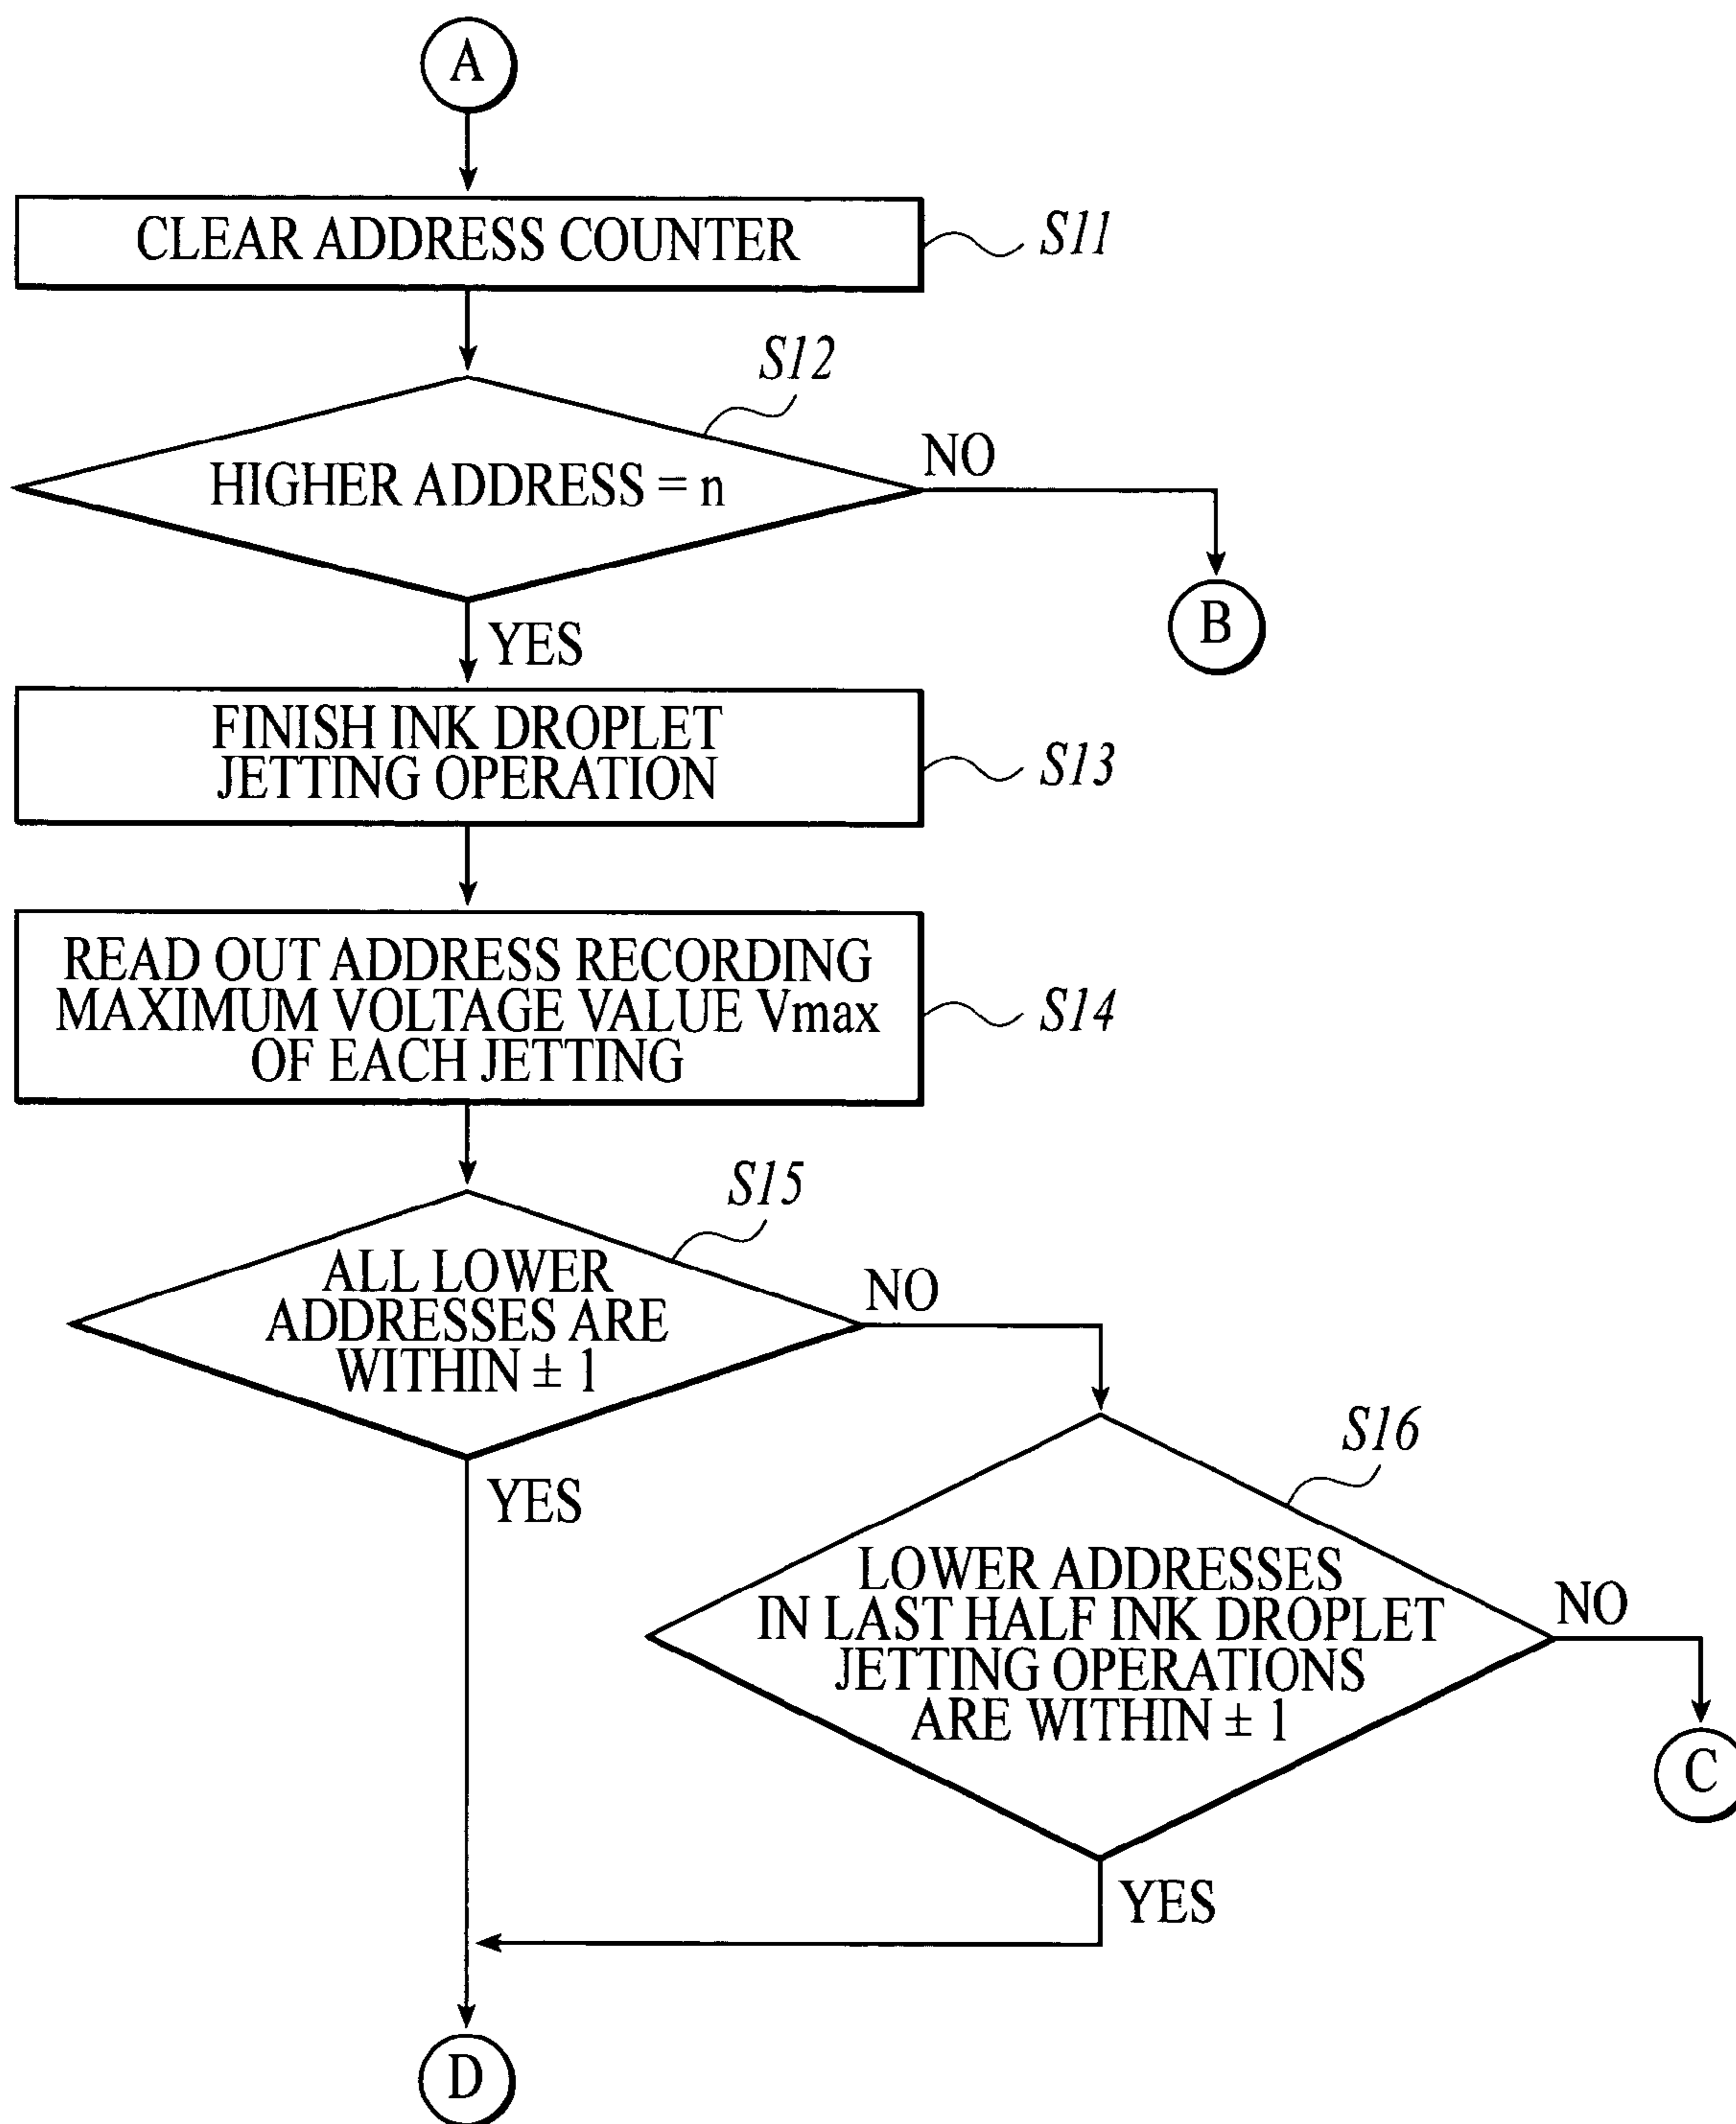 A
CLEAR ADDRESS COUNTER
S11
S12
HIGHER ADDRESS = n
NO
B
YES
FINISH INK DROPLET
JETTING OPERATION
S13
READ OUT ADDRESS RECORDING
MAXIMUM VOLTAGE VALUE Vmax
OF EACH JETTING
S14
S15
ALL LOWER
ADDRESSES ARE
WITHIN ± 1
NO
YES
S16
LOWER ADDRESSES
IN LAST HALF INK DROPLET
JETTING OPERATIONS
ARE WITHIN ± 1
NO
C
YES
D